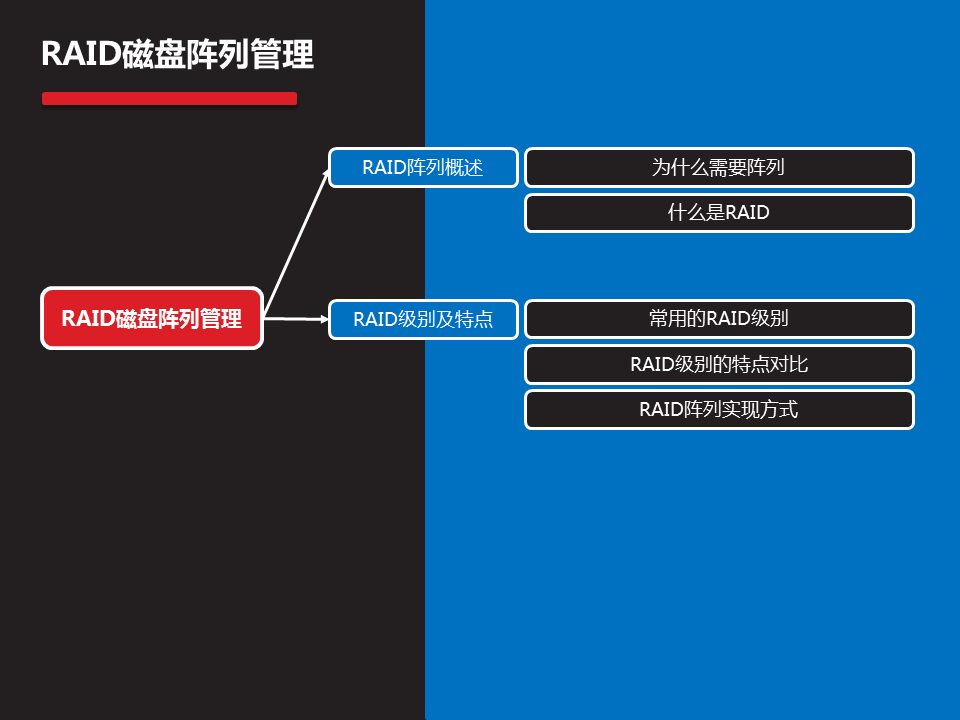 RAID磁盘阵列管理
RAID阵列概述
为什么需要阵列
什么是RAID
RAID磁盘阵列管理
RAID级别及特点
常用的RAID级别
RAID级别的特点对比
RAID阵列实现方式